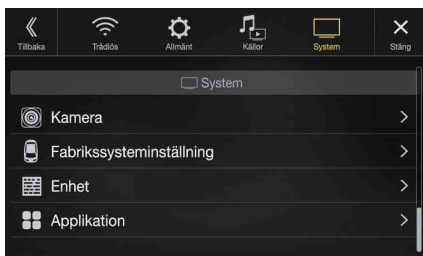 Tillbaka Trådlös Allmänt Källor System Stäng
System
Kamera
Fabrikssysteminställning
Enhet
Applikation